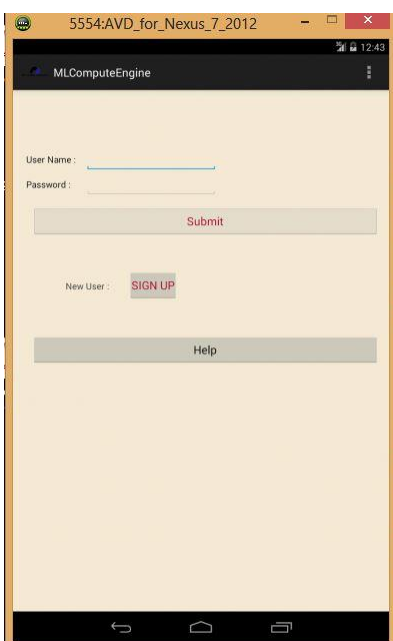 5554:AVD_for_Nexus_7_2012
12:43
MLComputeEngine
User Name :
Password :
Submit
New User :
SIGN UP
Help